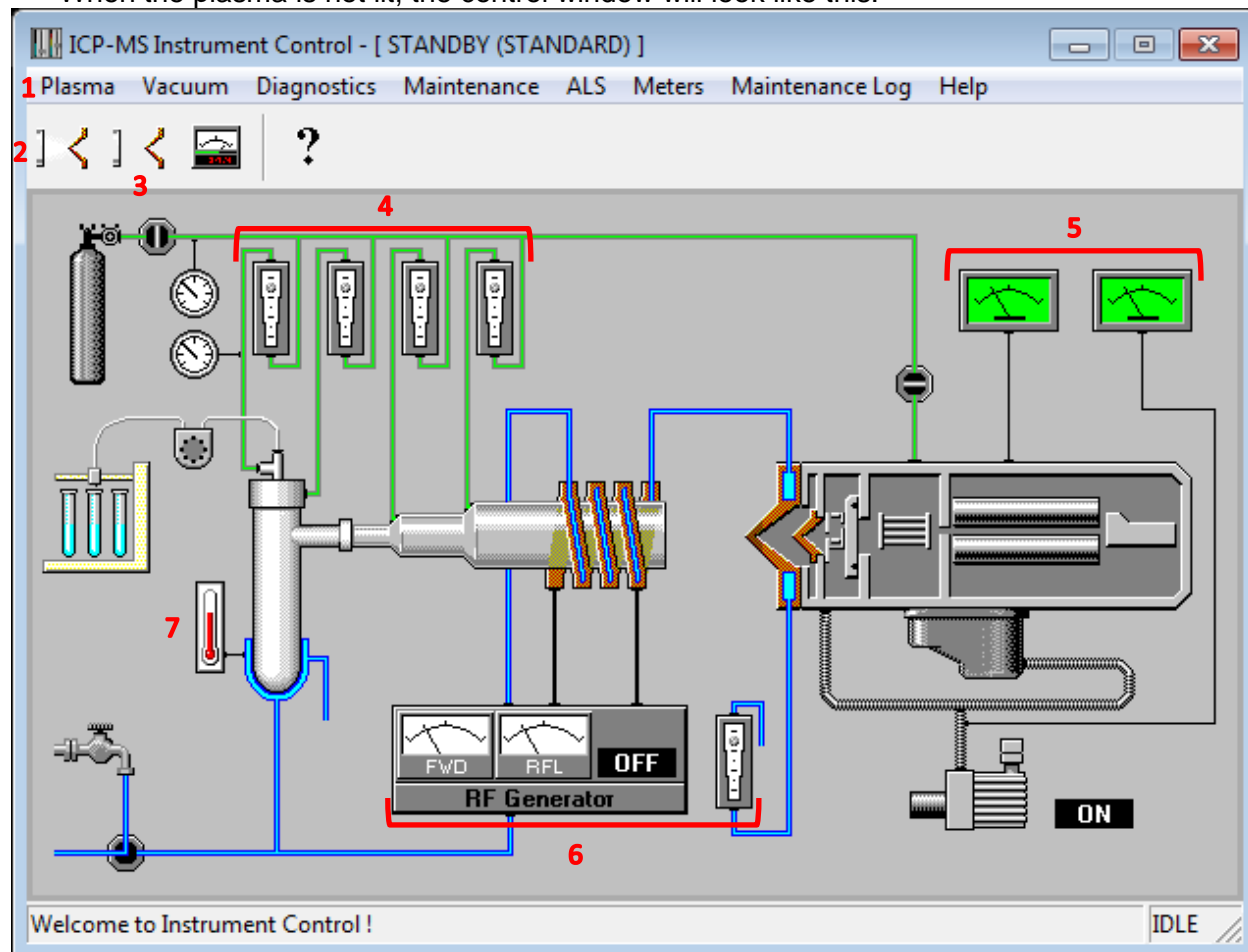 When the plasma is not lit, the control window will look like this:
ICP-MS Instrument Control - [ STANDBY (STANDARD) ]
1 Plasma Vacuum Diagnostics Maintenance ALS Meters Maintenance Log Help
2
?
3
4
5
7
FWD RFL OFF
RF Generator
ON
6
Welcome to Instrument Control ! IDLE